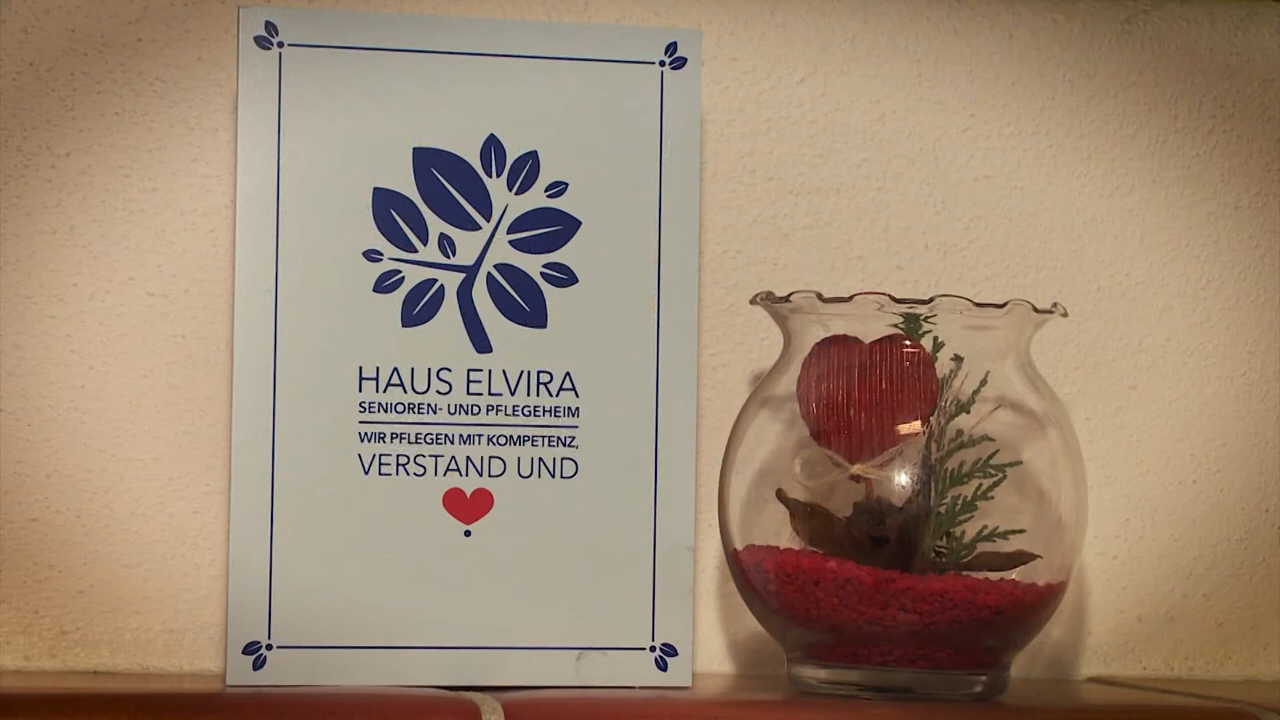 HAUS ELVIRA
SENIOREN- UND PFLEGEHEIM
WIR PFLEGEN MIT KOMPETENZ,
VERSTAND UND